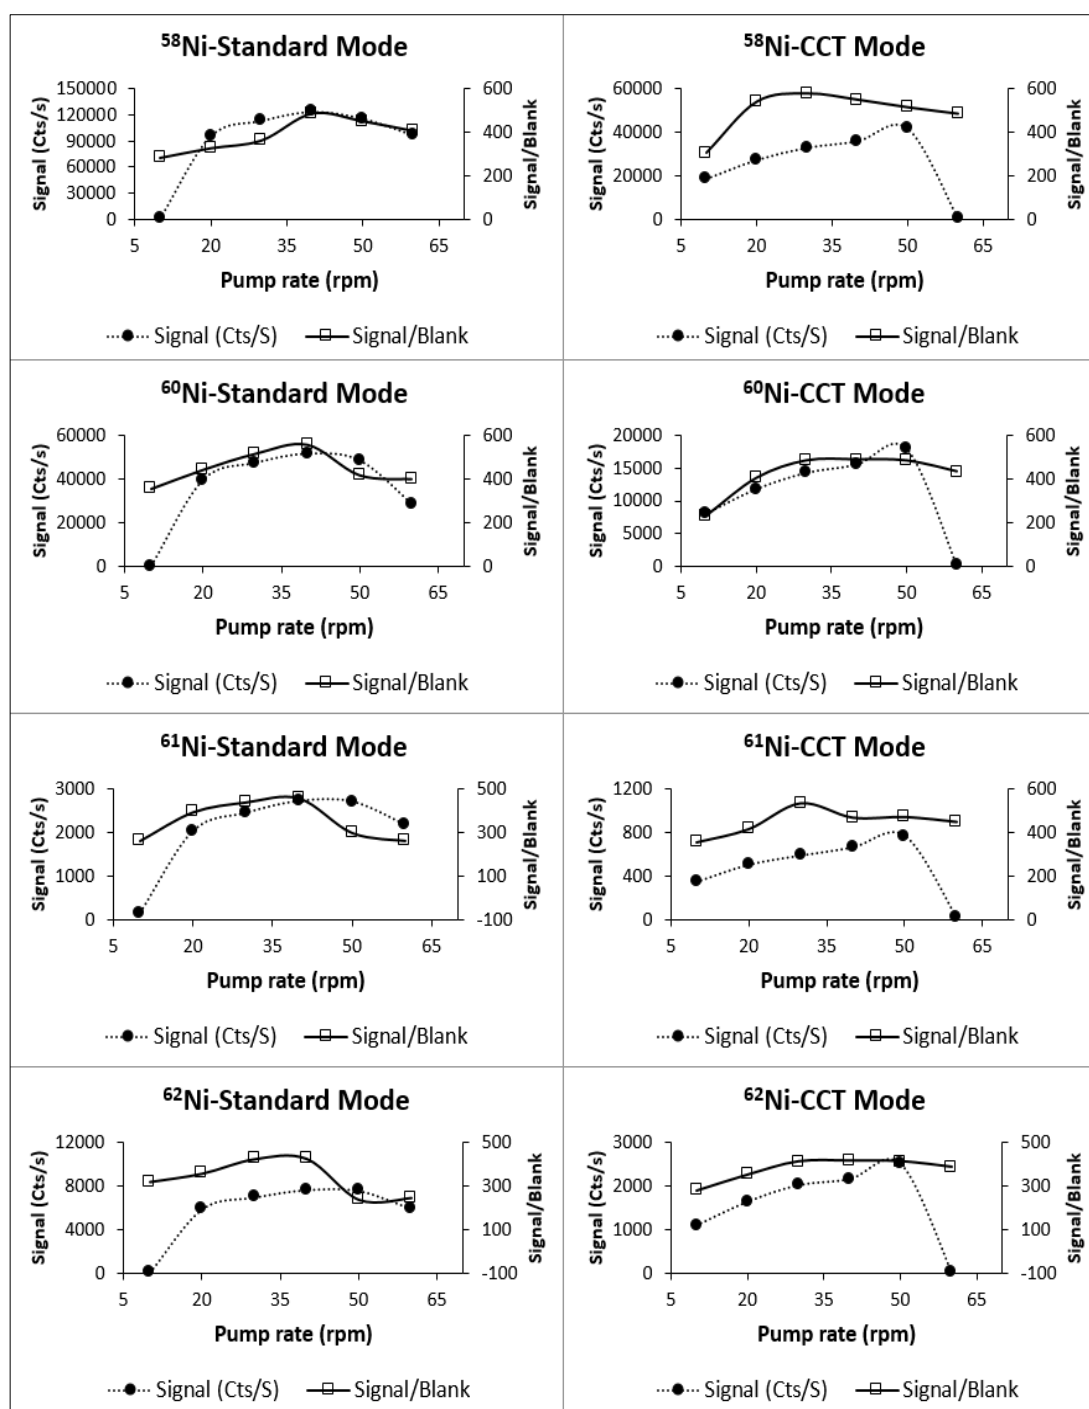 ⁵⁸Ni-Standard Mode
150000
120000
90000
60000
30000
0
600
400
200
0
Signal (Cts/s)
Signal/Blank
5 20 35 50 65
Pump rate (rpm)
Signal (Cts/S) Signal/Blank
⁵⁸Ni-CCT Mode
60000
40000
20000
0
600
400
200
0
Signal (Cts/s)
Signal/Blank
5 20 35 50 65
Pump rate (rpm)
Signal (Cts/S) Signal/Blank
⁶⁰Ni-Standard Mode
60000
40000
20000
0
600
400
200
0
Signal (Cts/s)
Signal/Blank
5 20 35 50 65
Pump rate (rpm)
Signal (Cts/S) Signal/Blank
⁶⁰Ni-CCT Mode
20000
15000
10000
5000
0
600
400
200
0
Signal (Cts/s)
Signal/Blank
5 20 35 50 65
Pump rate (rpm)
Signal (Cts/S) Signal/Blank
⁶¹Ni-Standard Mode
3000
2000
1000
0
500
300
100
-100
Signal (Cts/s)
Signal/Blank
5 20 35 50 65
Pump rate (rpm)
Signal (Cts/S) Signal/Blank
⁶¹Ni-CCT Mode
1200
800
400
0
600
400
200
0
Signal (Cts/s)
Signal/Blank
5 20 35 50 65
Pump rate (rpm)
Signal (Cts/S) Signal/Blank
⁶²Ni-Standard Mode
12000
8000
4000
0
500
300
100
-100
Signal (Cts/s)
Signal/Blank
5 20 35 50 65
Pump rate (rpm)
Signal (Cts/S) Signal/Blank
⁶²Ni-CCT Mode
3000
2000
1000
0
500
300
100
-100
Signal (Cts/s)
Signal/Blank
5 20 35 50 65
Pump rate (rpm)
Signal (Cts/S) Signal/Blank